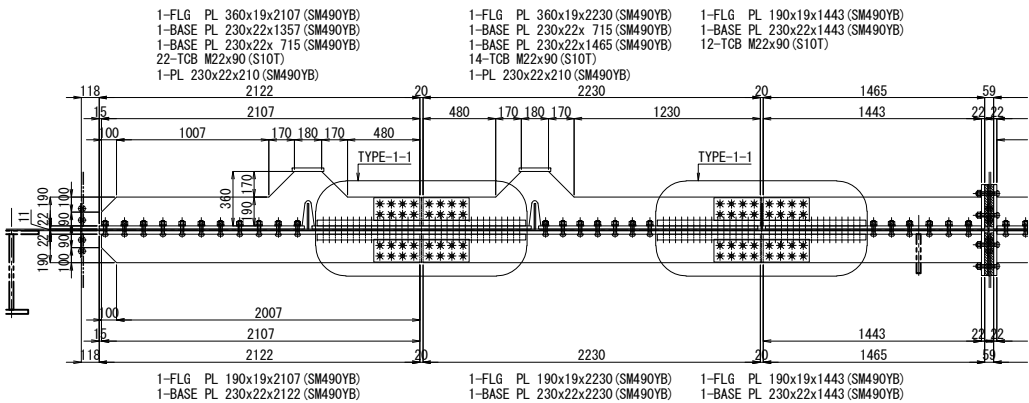 1-FLG PL 360x19x2107(SM490YB)
1-BASE PL 230x22x1357(SM490YB)
1-BASE PL 230x22x 715(SM490YB)
22-TCB M22x90(S10T)
1-PL 230x22x210(SM490YB)
1-FLG PL 360x19x2230(SM490YB)
1-BASE PL 230x22x 715(SM490YB)
1-BASE PL 230x22x1465(SM490YB)
14-TCB M22x90(S10T)
1-PL 230x22x210(SM490YB)
1-FLG PL 190x19x1443(SM490YB)
1-BASE PL 230x22x1443(SM490YB)
12-TCB M22x90(S10T)
118 2122 20 2230 20 1465 59
15 2107 480 170 180 170 1230 1443 22 22
100 1007 170 180 170 480
TYPE-1-1 TYPE-1-1
360 170 190
190 100
11 22 90
22 90
190 100
100 2007
15 2107 1443 22 22
118 2122 20 2230 20 1465 59
1-FLG PL 190x19x2107(SM490YB)
1-BASE PL 230x22x2122(SM490YB)
1-FLG PL 190x19x2230(SM490YB)
1-BASE PL 230x22x2230(SM490YB)
1-FLG PL 190x19x1443(SM490YB)
1-BASE PL 230x22x1443(SM490YB)